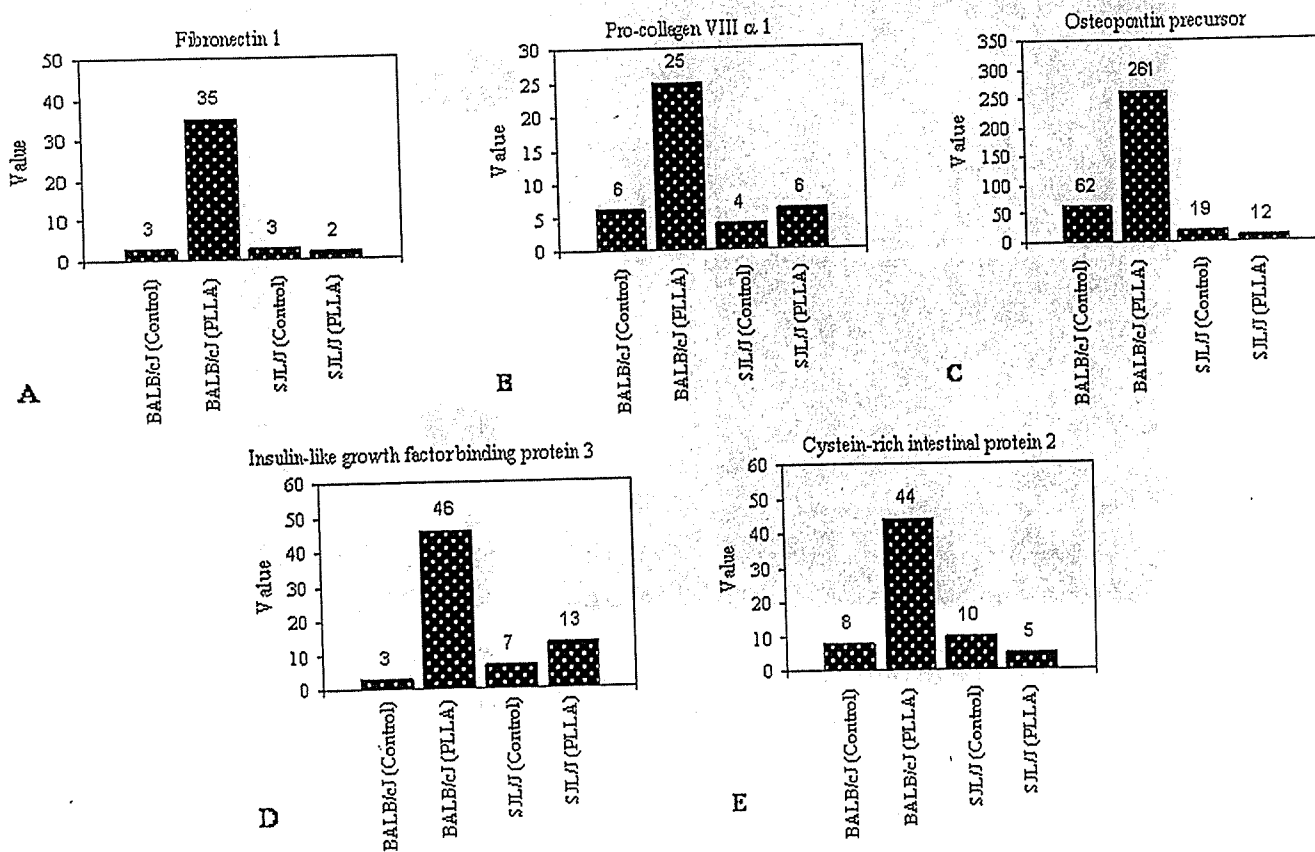 Fibronectin 1
50
40
30
20
10
0
Value
35
3
3
2
BALB/cJ (Control)
BALB/cJ (PLLA)
SJL/J (Control)
SJL/J (PLLA)
A
Pro-collagen VIII α 1
30
25
20
15
10
5
0
Value
6
25
4
6
BALB/cJ (Control)
BALB/cJ (PLLA)
SJL/J (Control)
SJL/J (PLLA)
B
Osteopontin precursor
350
300
250
200
150
100
50
0
Value
62
261
19
12
BALB/cJ (Control)
BALB/cJ (PLLA)
SJL/J (Control)
SJL/J (PLLA)
C
Insulin-like growth factor binding protein 3
60
50
40
30
20
10
0
Value
3
46
7
13
BALB/cJ (Control)
BALB/cJ (PLLA)
SJL/J (Control)
SJL/J (PLLA)
D
Cystein-rich intestinal protein 2
60
50
40
30
20
10
0
Value
8
44
10
5
BALB/cJ (Control)
BALB/cJ (PLLA)
SJL/J (Control)
SJL/J (PLLA)
E